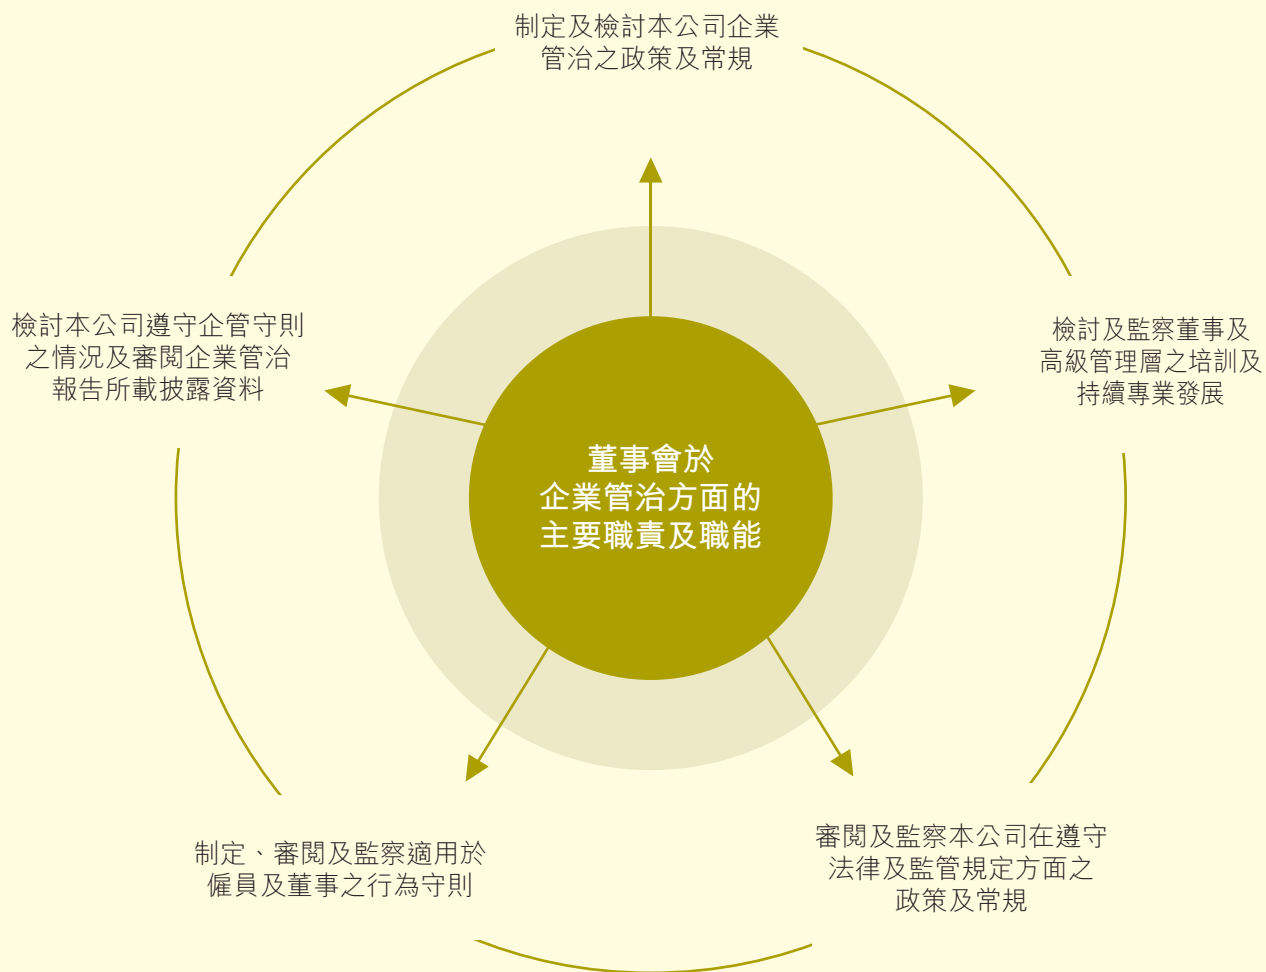 制定及檢討本公司企業
管治之政策及常規
檢討本公司遵守企管守則
之情況及審閱企業管治
報告所載披露資料
檢討及監察董事及
高級管理層之培訓及
持續專業發展
董事會於
企業管治方面的
主要職責及職能
制定、審閱及監察適用於
僱員及董事之行為守則
審閱及監察本公司在遵守
法律及監管規定方面之
政策及常規